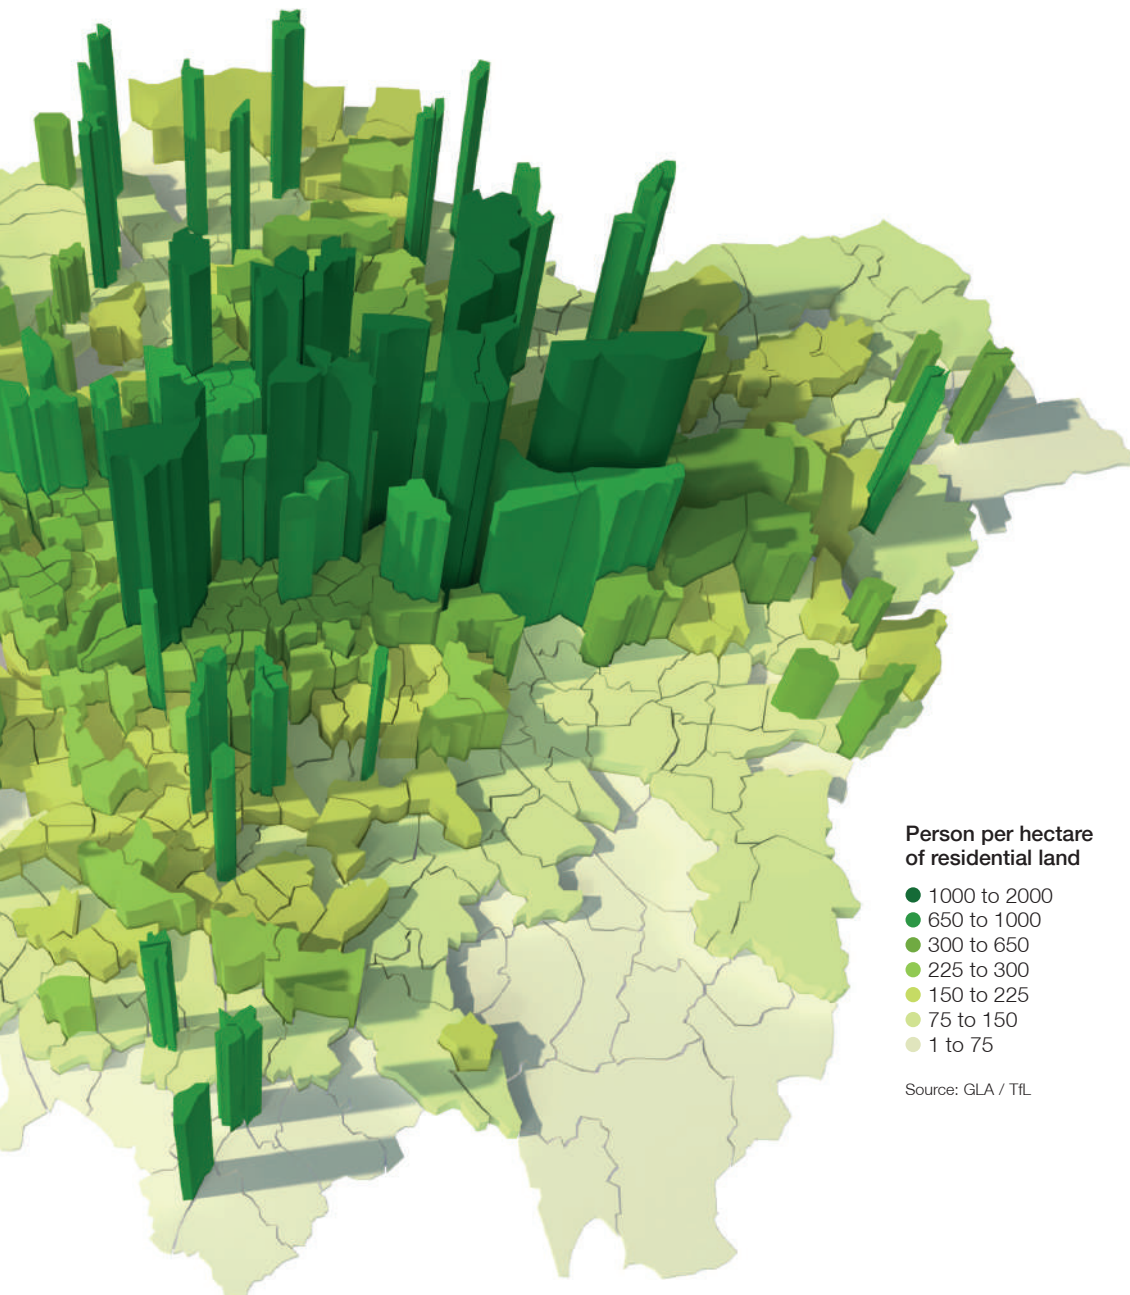 Person per hectare
of residential land
1000 to 2000
650 to 1000
300 to 650
225 to 300
150 to 225
75 to 150
1 to 75
Source: GLA / TfL